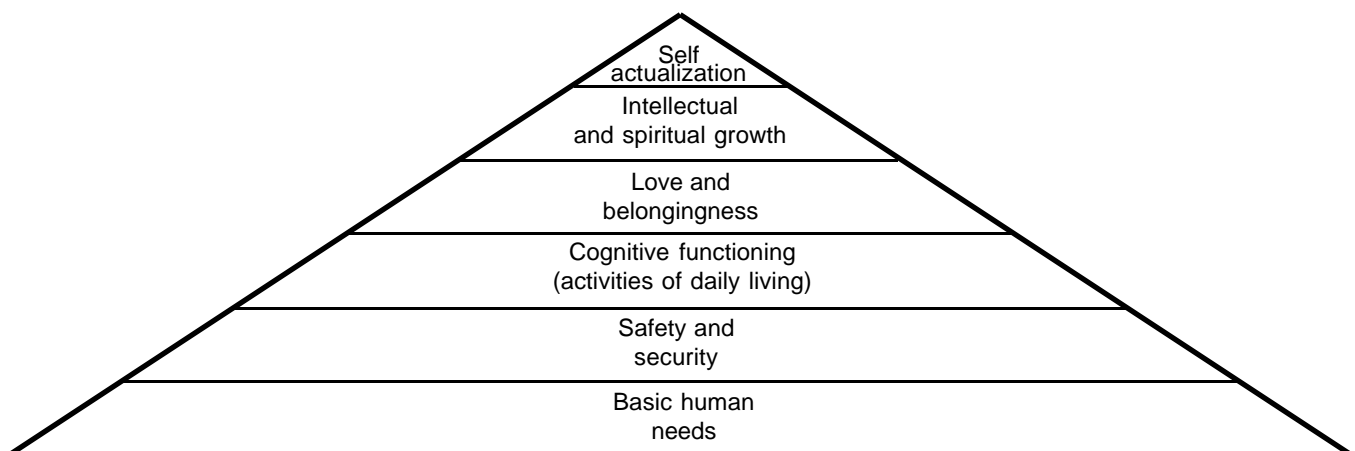 Self
actualization
Intellectual
and spiritual growth
Love and
belongingness
Cognitive functioning
(activities of daily living)
Safety and
security
Basic human
needs